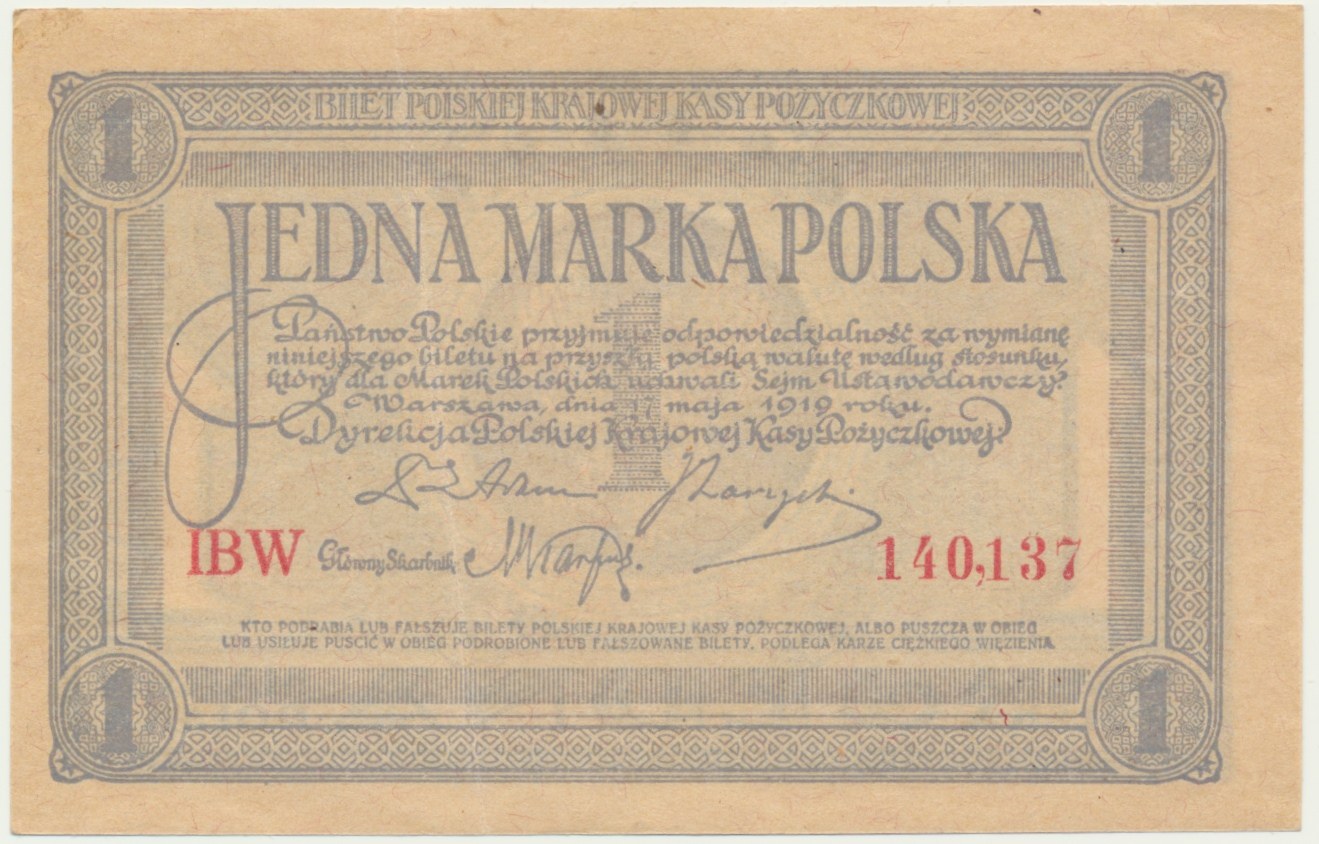 BILET POLSKIEJ KRAJOWEJ KASY POŻYCZKOWEJ
1 1
JEDNA MARKA POLSKA
1
Państwo Polskie przyjmuje odpowiedzialność za wymianę
niniejszego biletu na przyszłą polską walutę według stosunku,
który dla Marek Polskich uchwali Sejm Ustawodawczy.
Warszawa, dnia 17 maja 1919 roku.
Dyrekcja Polskiej Krajowej Kasy Pożyczkowej.
IBW Główny Skarbnik 140,137
KTO PODRABIA LUB FAŁSZUJE BILETY POLSKIEJ KRAJOWEJ KASY POŻYCZKOWEJ, ALBO PUSZCZA W OBIEG
LUB USIŁUJE PUŚCIĆ W OBIEG PODROBIONE LUB FAŁSZOWANE BILETY, PODLEGA KARZE CIĘŻKIEGO WIĘZIENIA.
1 1